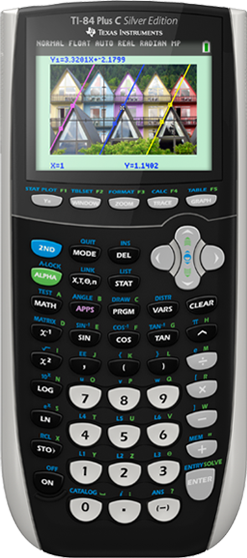 TI-84 Plus C Silver Edition
TEXAS INSTRUMENTS
NORMAL FLOAT AUTO REAL RADIAN MP
Y1=3.3201X+-2.1799
X=1 Y=1.1402
STAT PLOT F1 TBLSET F2 FORMAT F3 CALC F4 TABLE F5
Y= WINDOW ZOOM TRACE GRAPH
QUIT INS
2ND MODE DEL
A-LOCK LINK LIST
ALPHA X,T,Θ,n STAT
TEST A ANGLE B DRAW C DISTR
MATH APPS PRGM VARS CLEAR
MATRIX D SIN⁻¹ E COS⁻¹ F TAN⁻¹ G π H
X⁻¹ SIN COS TAN ^
√ I EE J { K } L e M
X² , ( ) ÷
10ˣ N u O v P w Q [ R
LOG 7 8 9 ×
eˣ S L4 T L5 U L6 V ] W
LN 4 5 6 −
RCL X L1 Y L2 Z L3 θ MEM "
STO› 1 2 3 +
OFF CATALOG ⎵ i : ANS ? ENTRY SOLVE
ON 0 . (−) ENTER